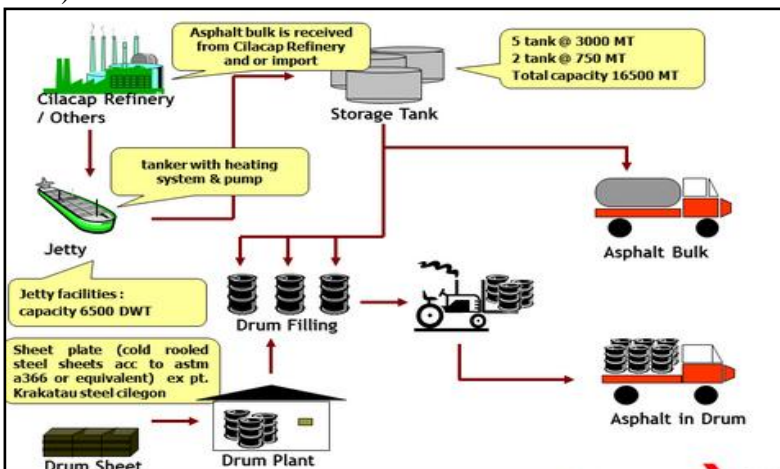 Asphalt bulk is received
from Cilacap Refinery
and or import
5 tank @ 3000 MT
2 tank @ 750 MT
Total capacity 16500 MT
Cilacap Refinery
/ Others
Storage Tank
tanker with heating
system & pump
Jetty
Asphalt Bulk
Jetty facilities :
capacity 6500 DWT
Drum Filling
Sheet plate (cold rooled
steel sheets acc to astm
a366 or equivalent) ex pt.
Krakatau steel cilegon
Asphalt in Drum
Drum Sheet
Drum Plant